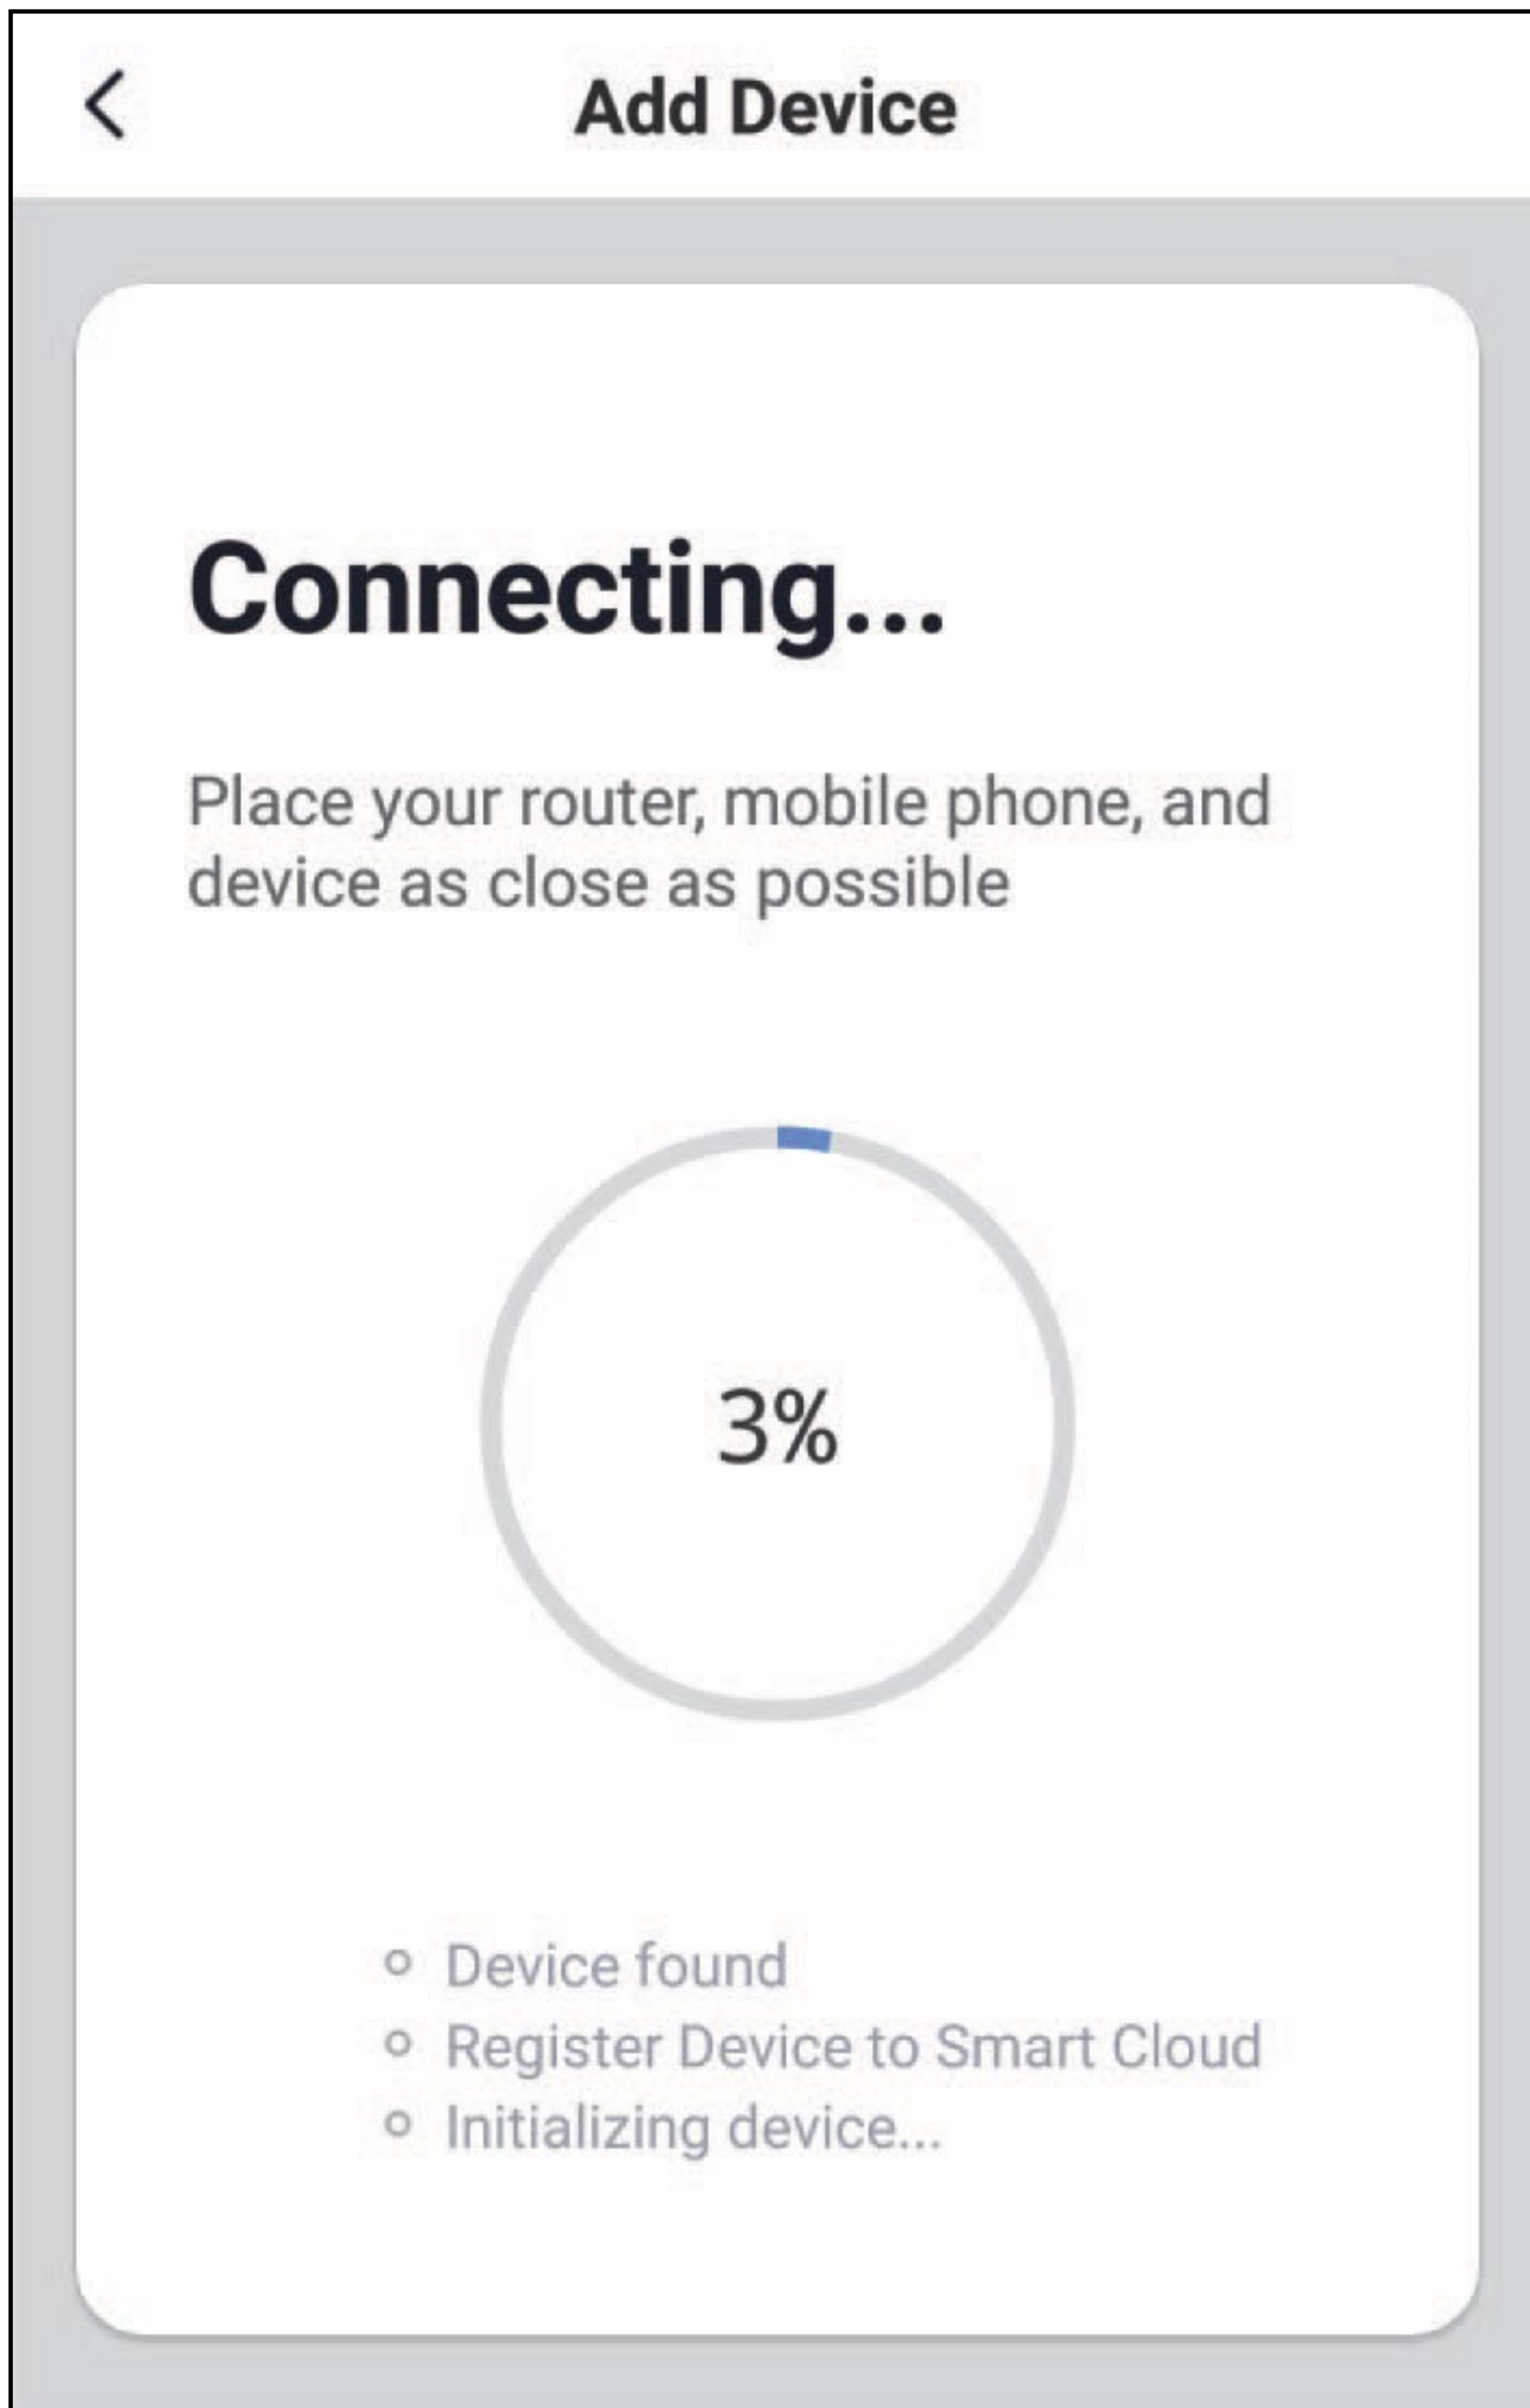 Add Device
Connecting...
Place your router, mobile phone, and
device as close as possible
3%
Device found
Register Device to Smart Cloud
Initializing device...